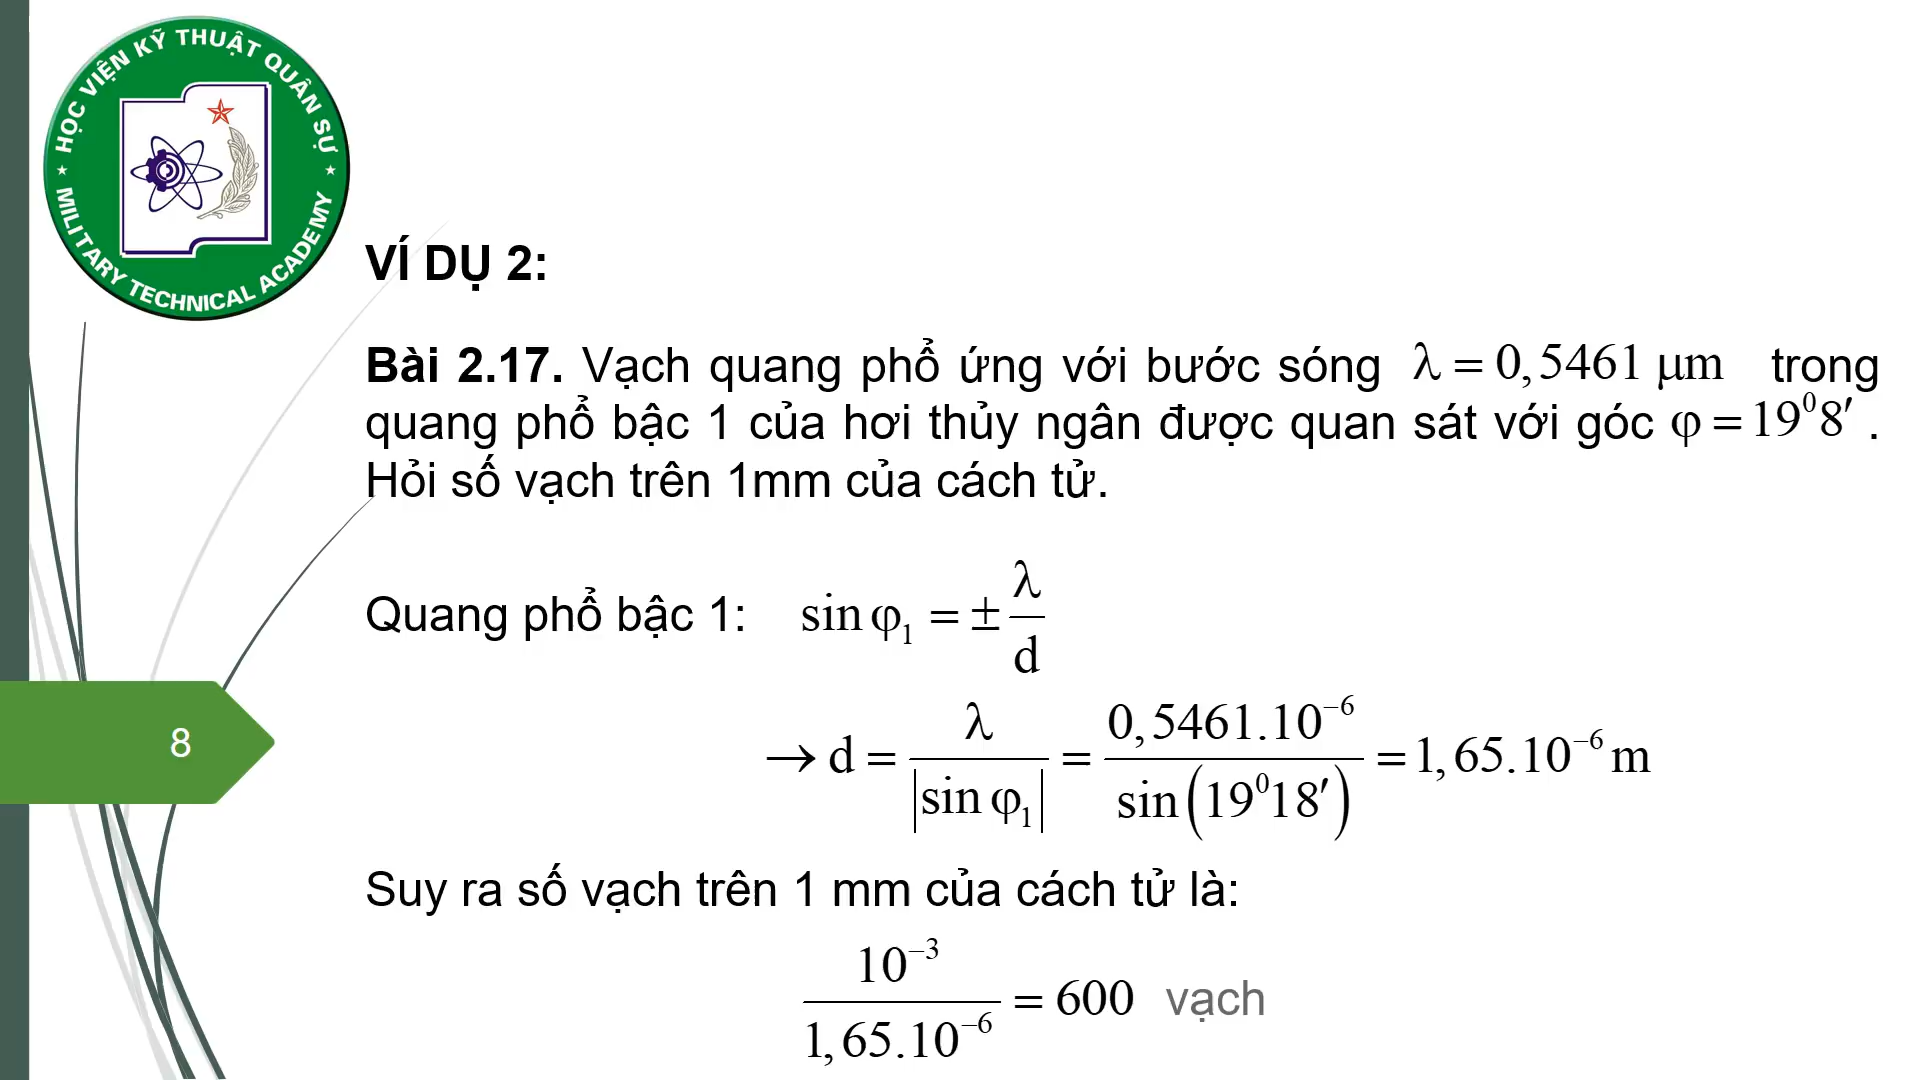 HỌC VIỆN KỸ THUẬT QUÂN SỰ
MILITARY TECHNICAL ACADEMY
VÍ DỤ 2:
Bài 2.17. Vạch quang phổ ứng với bước sóng λ = 0,5461 μm trong
quang phổ bậc 1 của hơi thủy ngân được quan sát với góc φ = 19⁰8′ .
Hỏi số vạch trên 1mm của cách tử.
Quang phổ bậc 1: sin φ₁ = ± λ/d
→ d = λ/|sin φ₁| = 0,5461.10⁻⁶/sin(19⁰18′) = 1,65.10⁻⁶ m
8
Suy ra số vạch trên 1 mm của cách tử là:
10⁻³/1,65.10⁻⁶ = 600 vạch